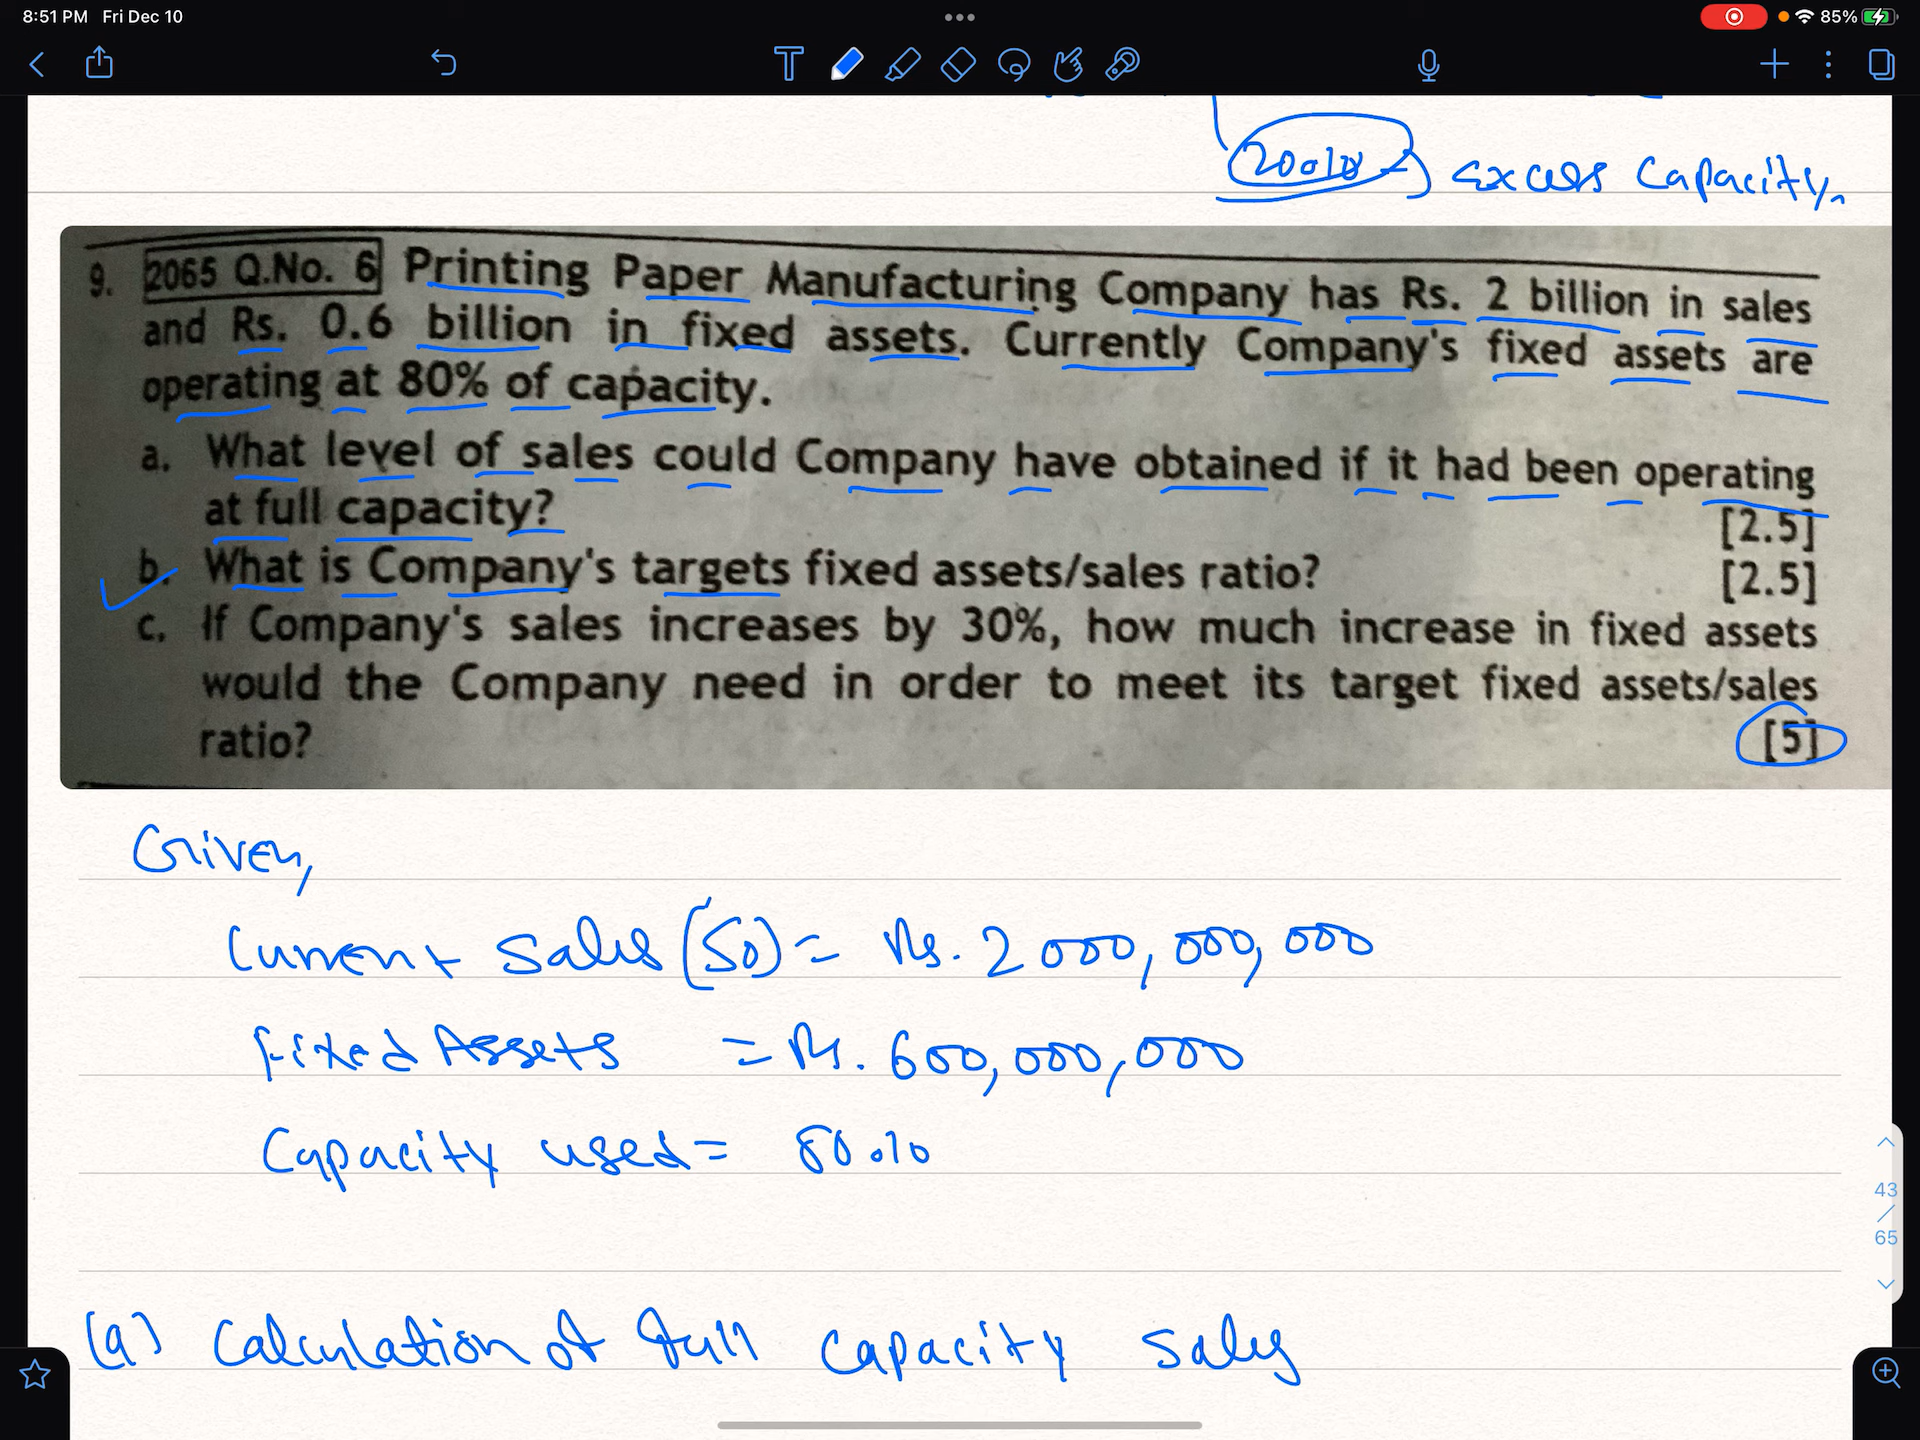 8:51 PM Fri Dec 10
85%
20% excess capacity.
9. 2065 Q.No. 6 Printing Paper Manufacturing Company has Rs. 2 billion in sales
and Rs. 0.6 billion in fixed assets. Currently Company's fixed assets are
operating at 80% of capacity.
a. What level of sales could Company have obtained if it had been operating
at full capacity? [2.5]
b. What is Company's targets fixed assets/sales ratio? [2.5]
c. If Company's sales increases by 30%, how much increase in fixed assets
would the Company need in order to meet its target fixed assets/sales
ratio? [5]
Given,
Current sales (S0) = Rs. 2000,000,000
Fixed Assets = Rs. 600,000,000
Capacity used = 80%
43
/
65
(a) Calculation of full capacity sales